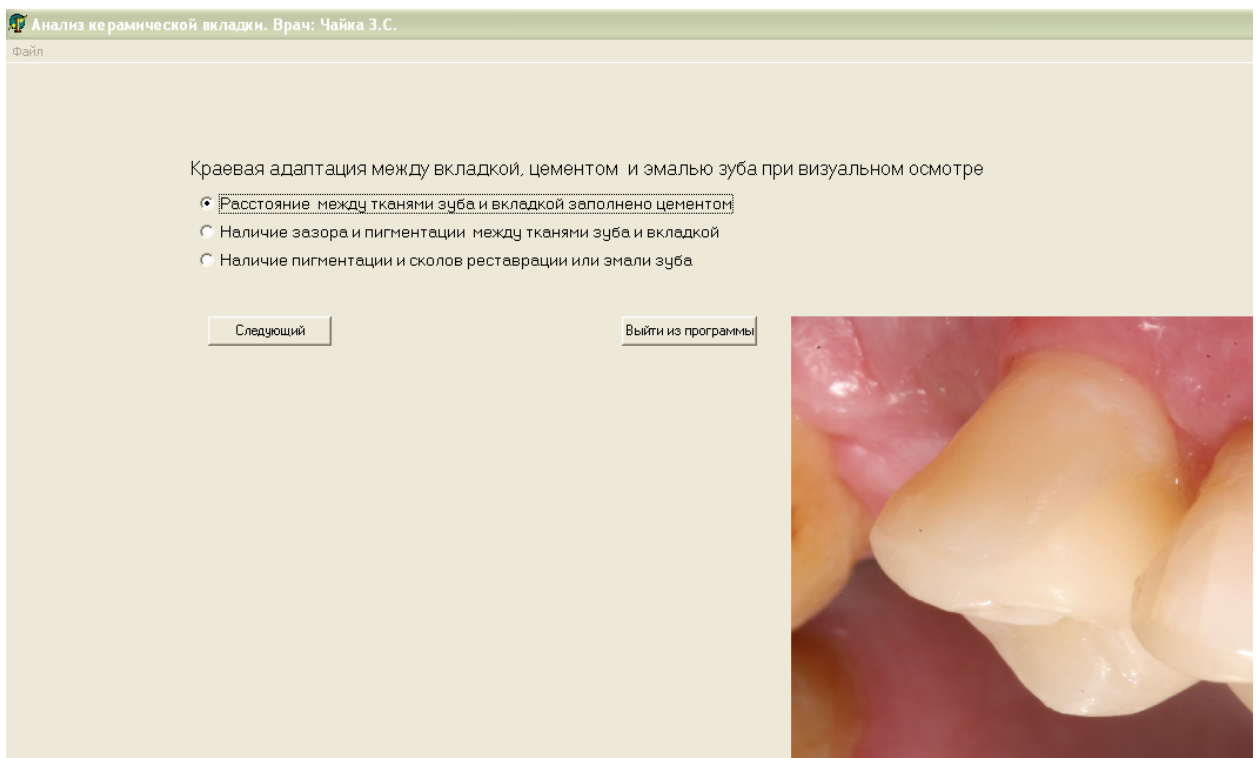 Анализ керамической вкладки. Врач: Чайка З.С.
Файл
Краевая адаптация между вкладкой, цементом и эмалью зуба при визуальном осмотре
Расстояние между тканями зуба и вкладкой заполнено цементом
Наличие зазора и пигментации между тканями зуба и вкладкой
Наличие пигментации и сколов реставрации или эмали зуба
Следующий
Выйти из программы